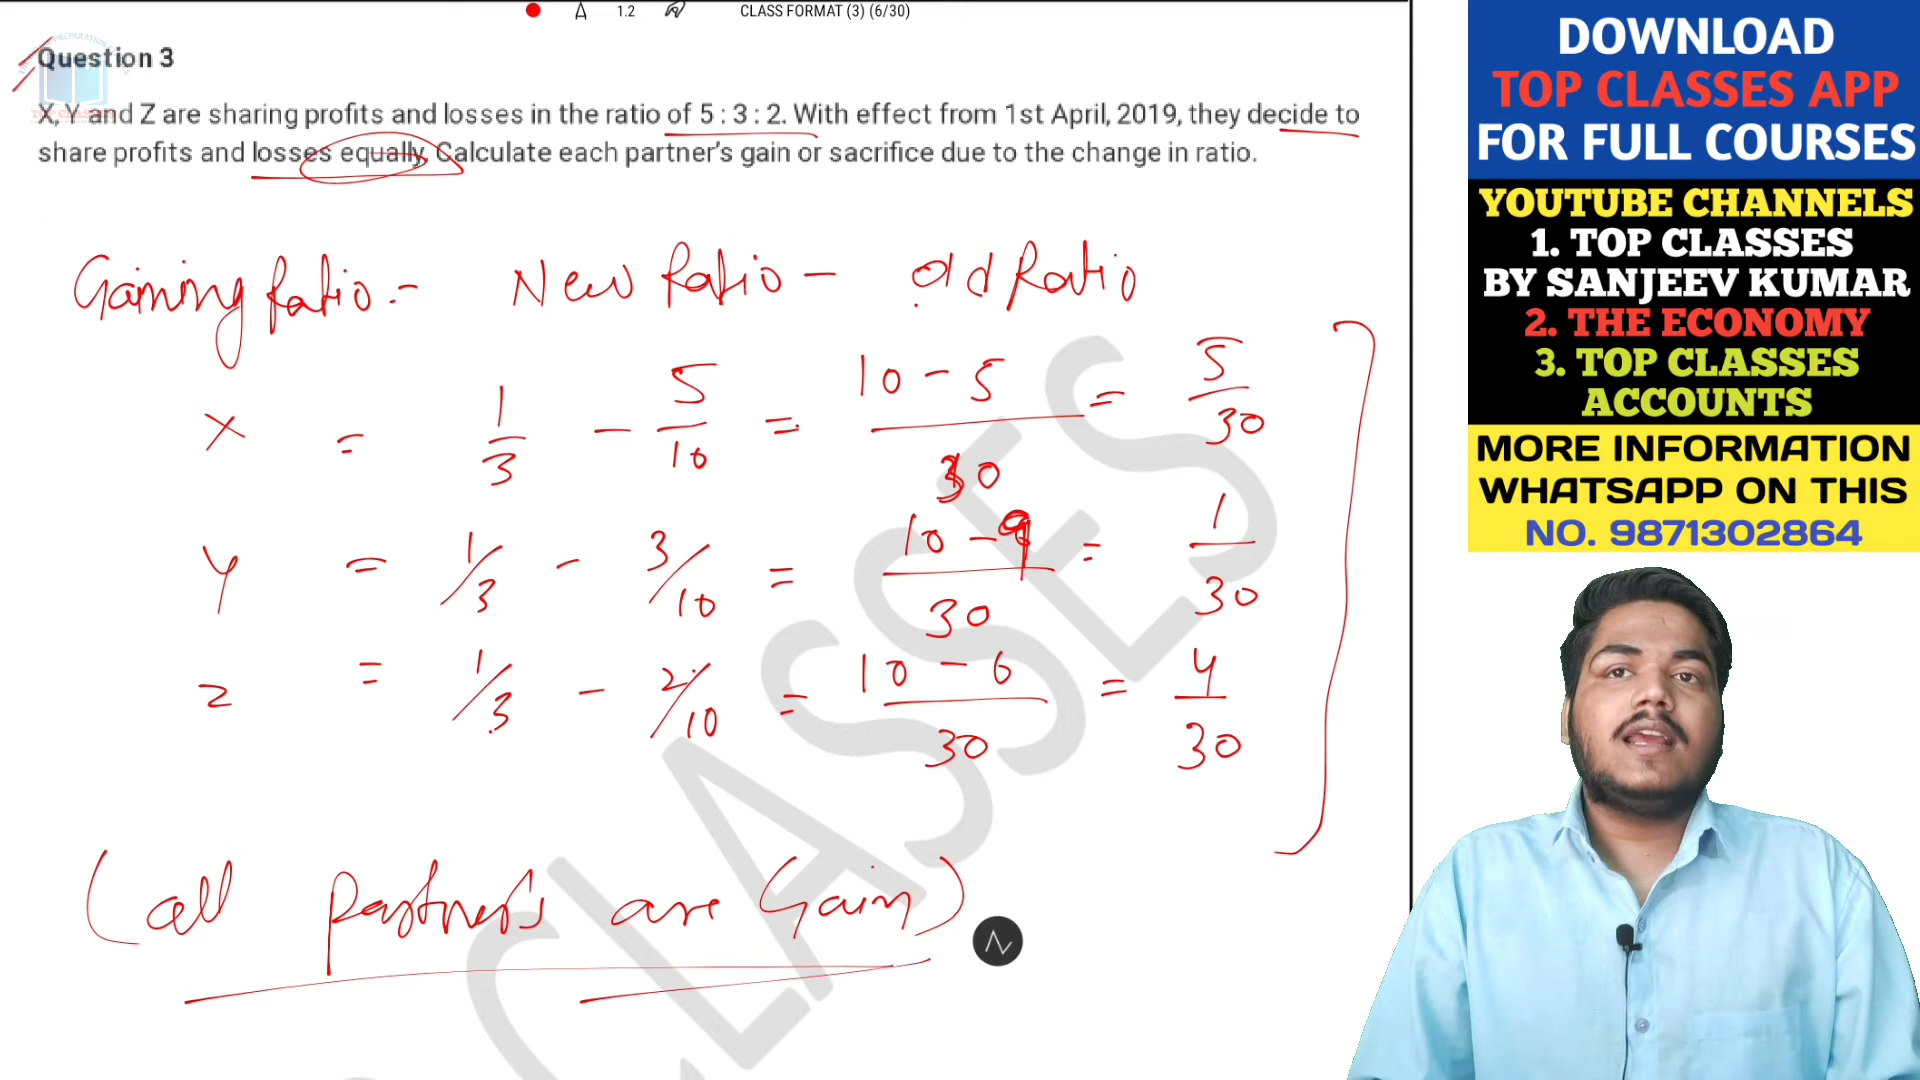 CLASS FORMAT (3) (6/30)
1.2
Question 3
X, Y and Z are sharing profits and losses in the ratio of 5 : 3 : 2. With effect from 1st April, 2019, they decide to
share profits and losses equally. Calculate each partner's gain or sacrifice due to the change in ratio.
Gaining Ratio :- New Ratio - old Ratio
X = 1/3 - 5/10 = 10 - 5/30 = 5/30
Y = 1/3 - 3/10 = 10 - 9/30 = 1/30
Z = 1/3 - 2/10 = 10 - 6/30 = 4/30
(all Partners are Gain)
CLASSES
DOWNLOAD
TOP CLASSES APP
FOR FULL COURSES
YOUTUBE CHANNELS
1. TOP CLASSES
BY SANJEEV KUMAR
2. THE ECONOMY
3. TOP CLASSES
ACCOUNTS
MORE INFORMATION
WHATSAPP ON THIS
NO. 9871302864